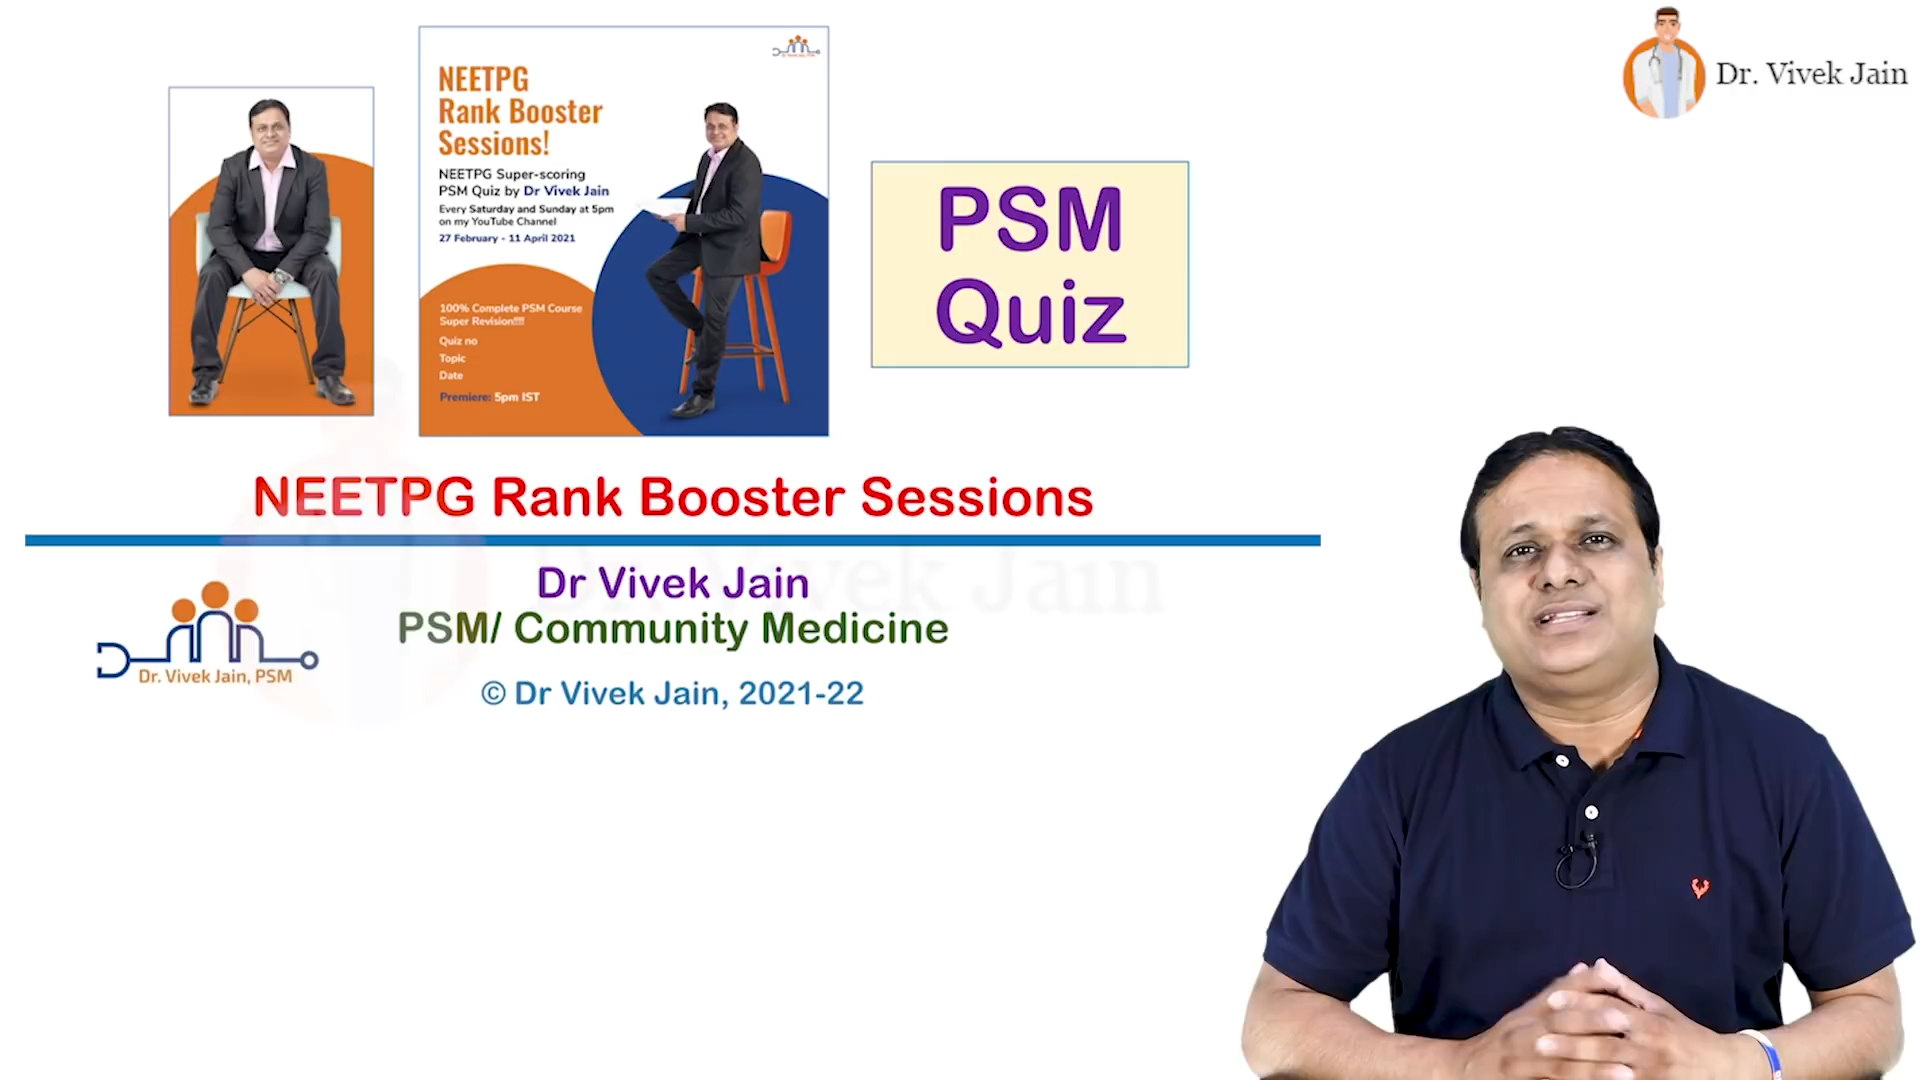 NEETPG
Rank Booster
Sessions!
NEETPG Super-scoring
PSM Quiz by Dr Vivek Jain
Every Saturday and Sunday at 5pm
on my YouTube Channel
27 February - 11 April 2021
100% Complete PSM Course
Super Revision!!!!
Quiz no
Topic
Date
Premiere: 5pm IST
PSM
Quiz
Dr. Vivek Jain
NEETPG Rank Booster Sessions
Dr Vivek Jain
PSM/ Community Medicine
© Dr Vivek Jain, 2021-22
Dr. Vivek Jain, PSM
Dr. Vivek Jain